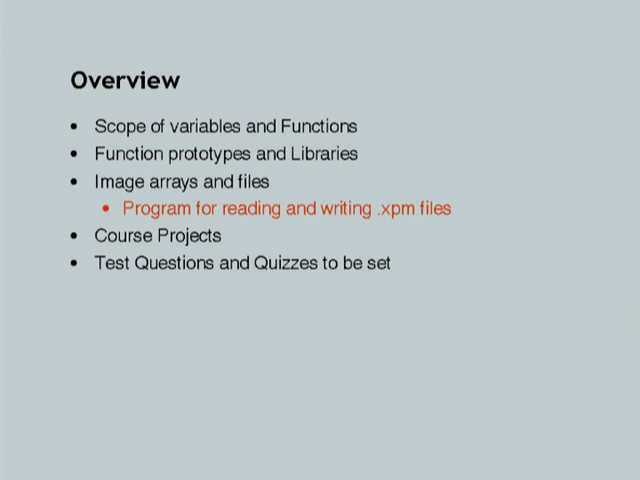 Overview
• Scope of variables and Functions
• Function prototypes and Libraries
• Image arrays and files
• Program for reading and writing .xpm files
• Course Projects
• Test Questions and Quizzes to be set